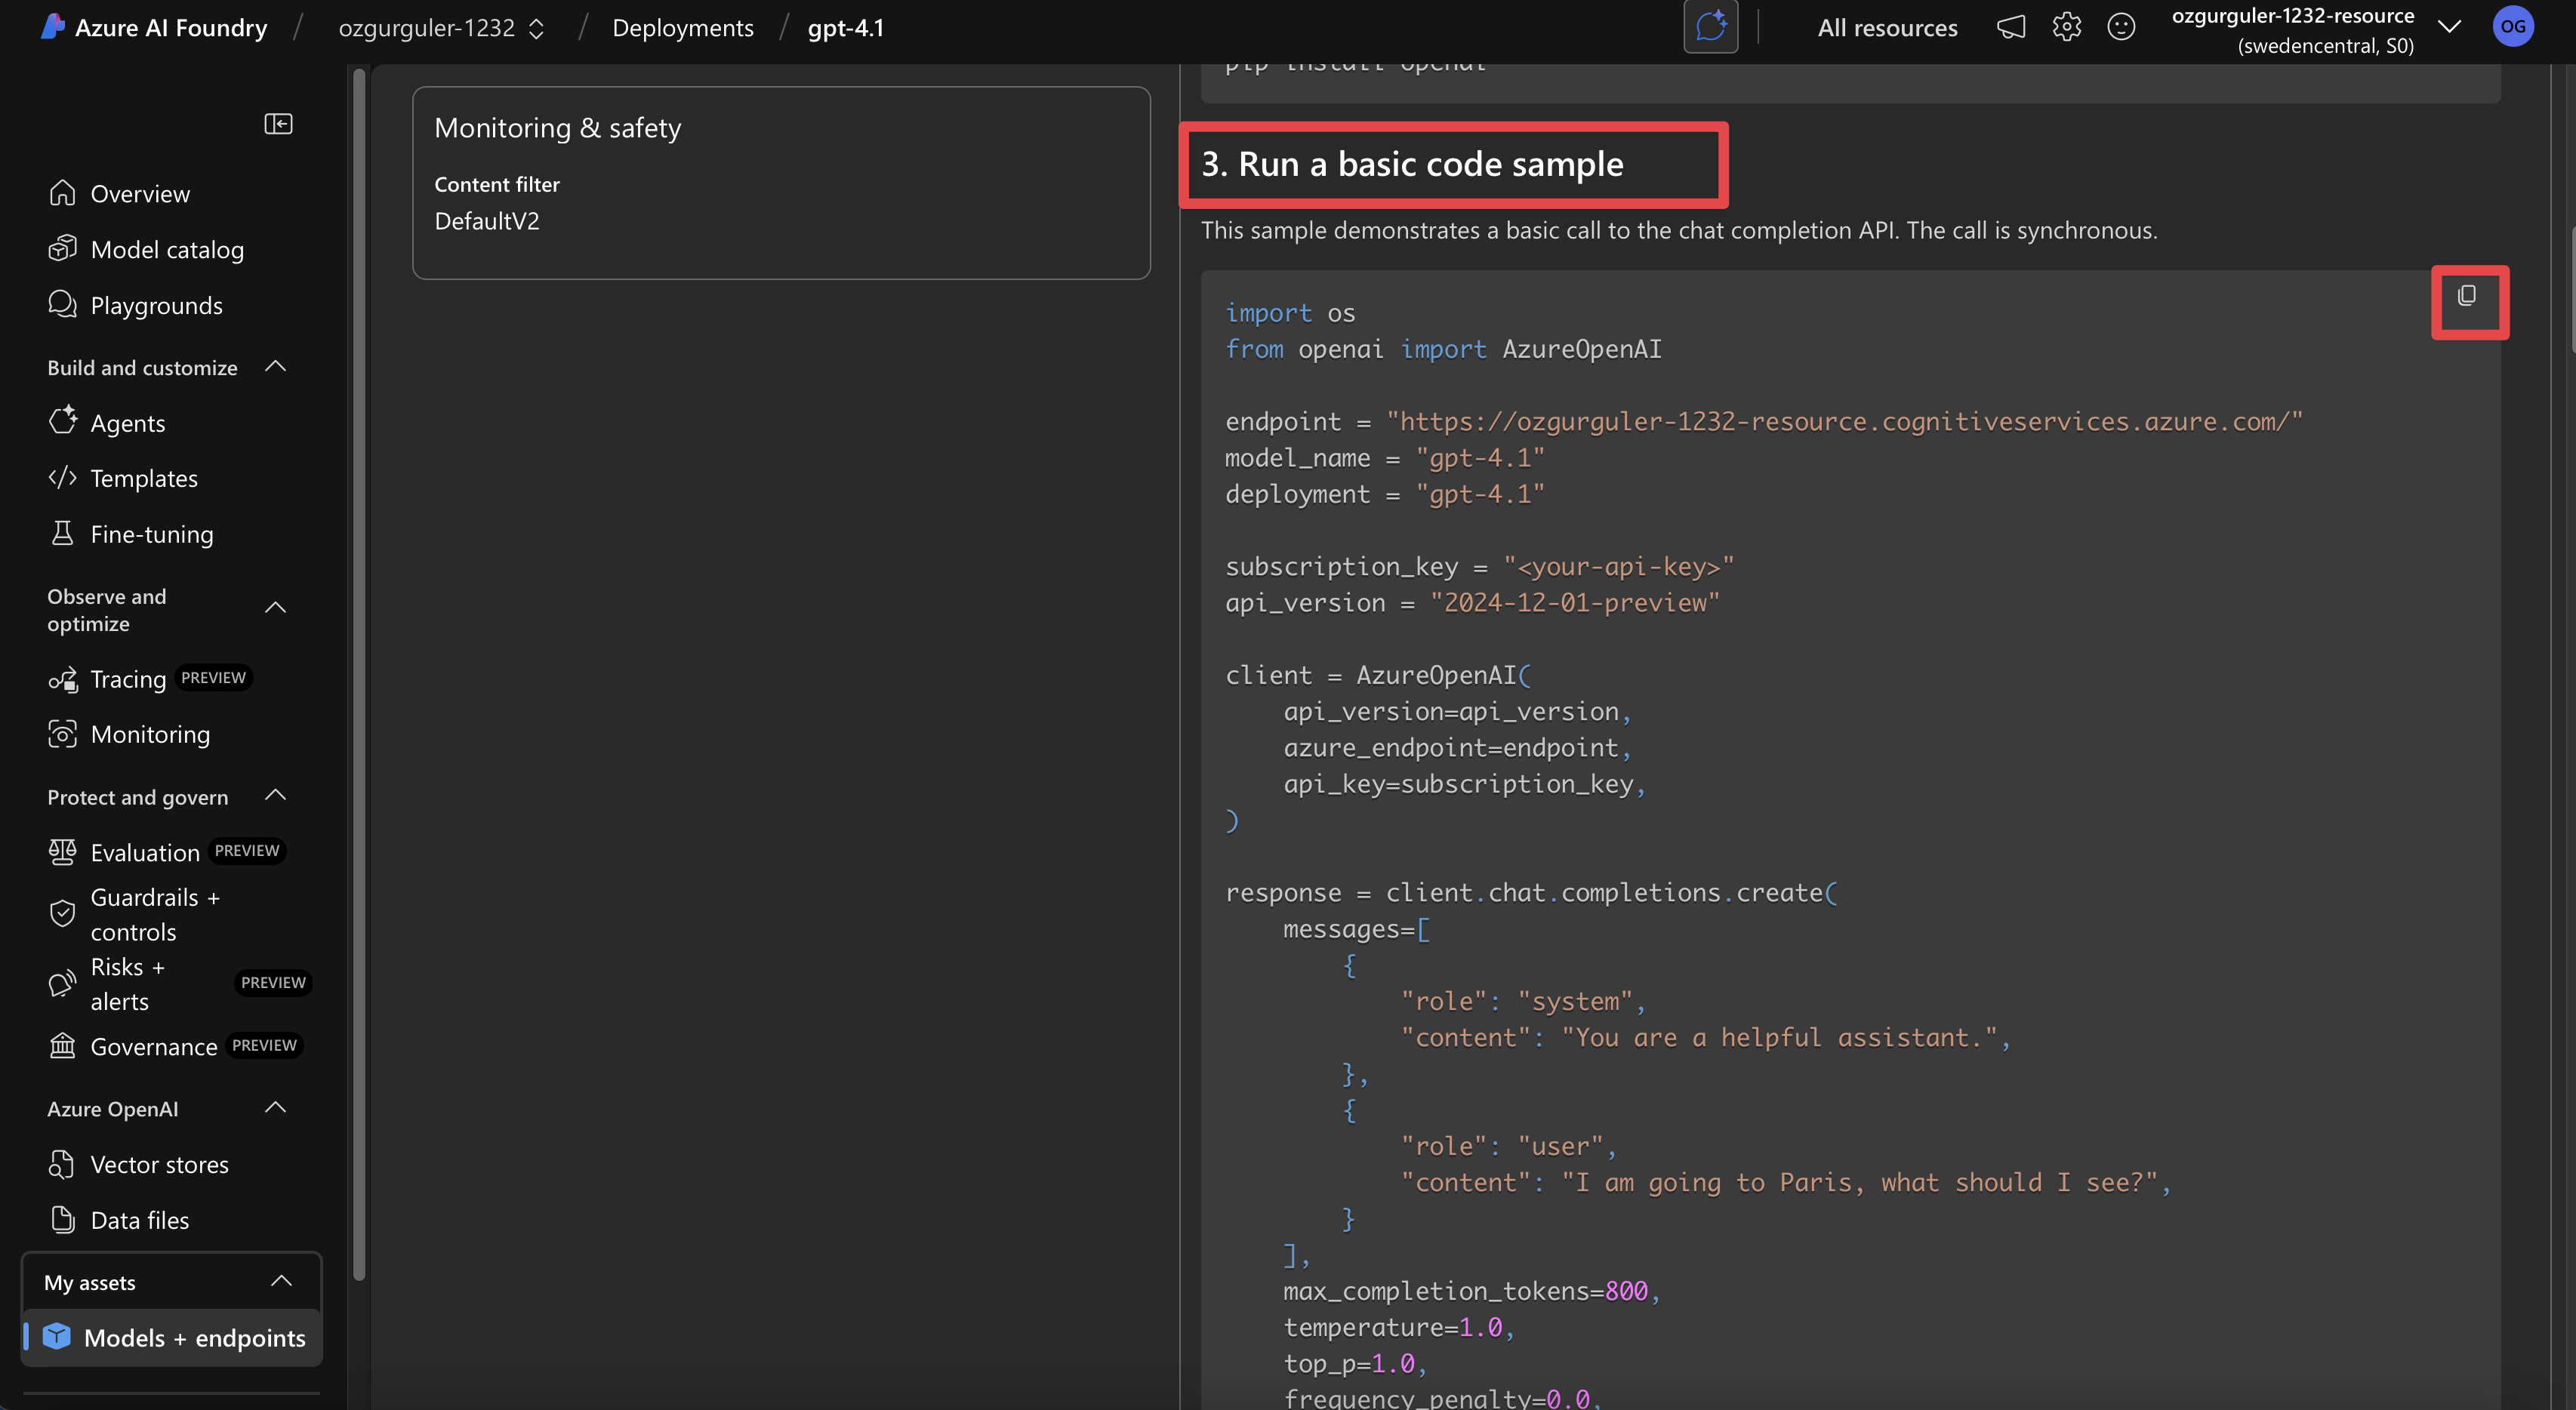 Azure AI Foundry / ozgurguler-1232 / Deployments / gpt-4.1
All resources
ozgurguler-1232-resource
(swedencentral, S0)
OG
Overview
Model catalog
Playgrounds
Build and customize
Agents
Templates
Fine-tuning
Observe and
optimize
Tracing PREVIEW
Monitoring
Protect and govern
Evaluation PREVIEW
Guardrails +
controls
Risks +
alerts PREVIEW
Governance PREVIEW
Azure OpenAI
Vector stores
Data files
My assets
Models + endpoints
Monitoring & safety
Content filter
DefaultV2
pip install openai
3. Run a basic code sample
This sample demonstrates a basic call to the chat completion API. The call is synchronous.
import os
from openai import AzureOpenAI
endpoint = "https://ozgurguler-1232-resource.cognitiveservices.azure.com/"
model_name = "gpt-4.1"
deployment = "gpt-4.1"
subscription_key = "<your-api-key>"
api_version = "2024-12-01-preview"
client = AzureOpenAI(
    api_version=api_version,
    azure_endpoint=endpoint,
    api_key=subscription_key,
)
response = client.chat.completions.create(
    messages=[
        {
            "role": "system",
            "content": "You are a helpful assistant.",
        },
        {
            "role": "user",
            "content": "I am going to Paris, what should I see?",
        }
    ],
    max_completion_tokens=800,
    temperature=1.0,
    top_p=1.0,
    frequency_penalty=0.0,